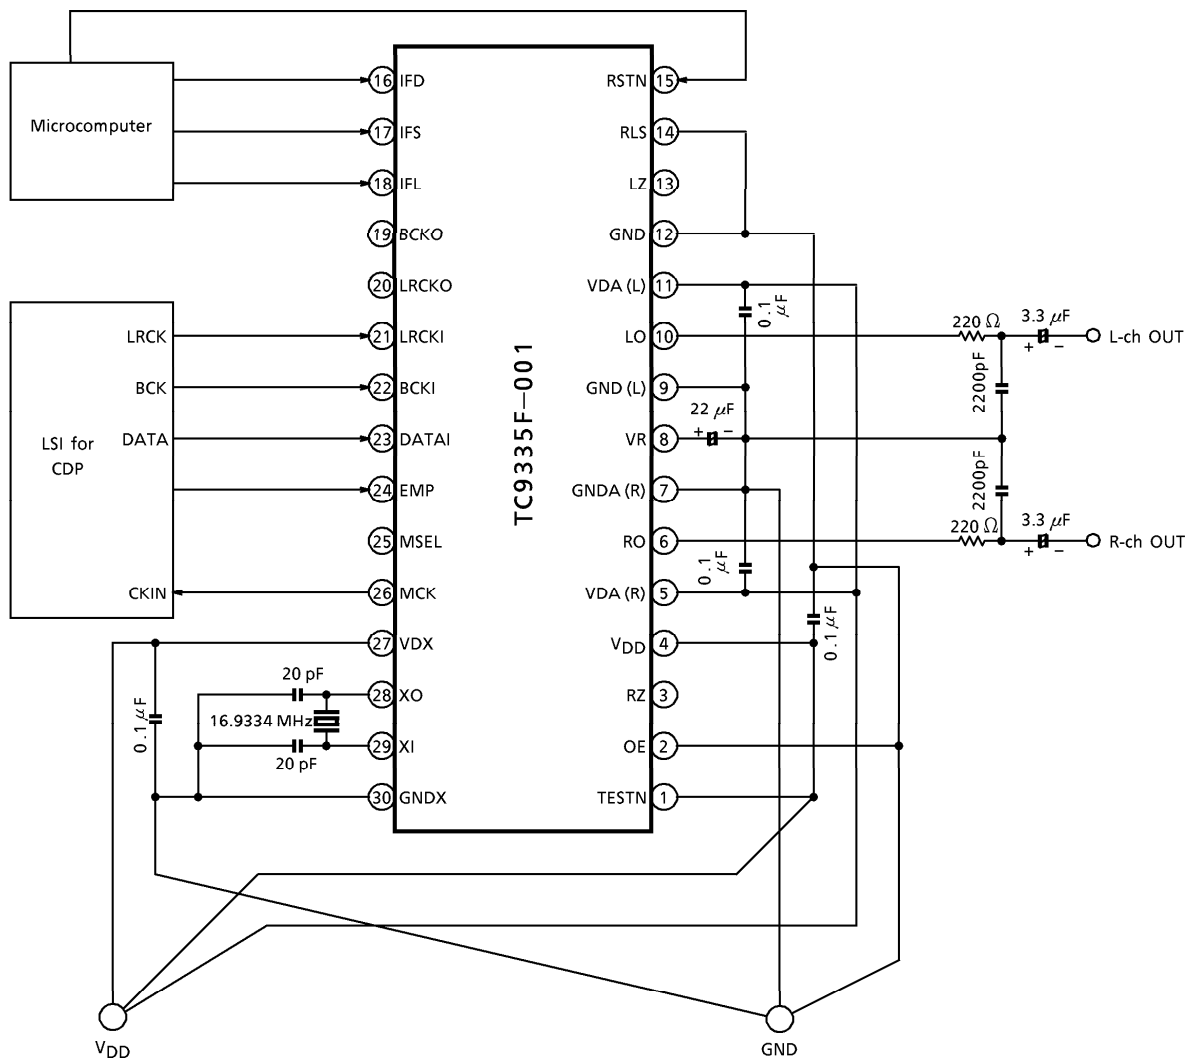 Microcomputer
LSI for
CDP
LRCK
BCK
DATA
CKIN
16 IFD
17 IFS
18 IFL
19 BCKO
20 LRCKO
21 LRCKI
22 BCKI
23 DATAI
24 EMP
25 MSEL
26 MCK
27 VDX
28 XO
29 XI
30 GNDX
TC9335F-001
RSTN 15
RLS 14
LZ 13
GND 12
VDA (L) 11
LO 10
GND (L) 9
VR 8
GNDA (R) 7
RO 6
VDA (R) 5
VDD 4
RZ 3
OE 2
TESTN 1
0.1 μF
20 pF
16.9334 MHz
20 pF
0.1
μF
22 μF
+ −
0.1
μF
0.1 μF
220 Ω
3.3 μF
+ −
L-ch OUT
2200pF
2200pF
220 Ω
3.3 μF
+ −
R-ch OUT
VDD
GND